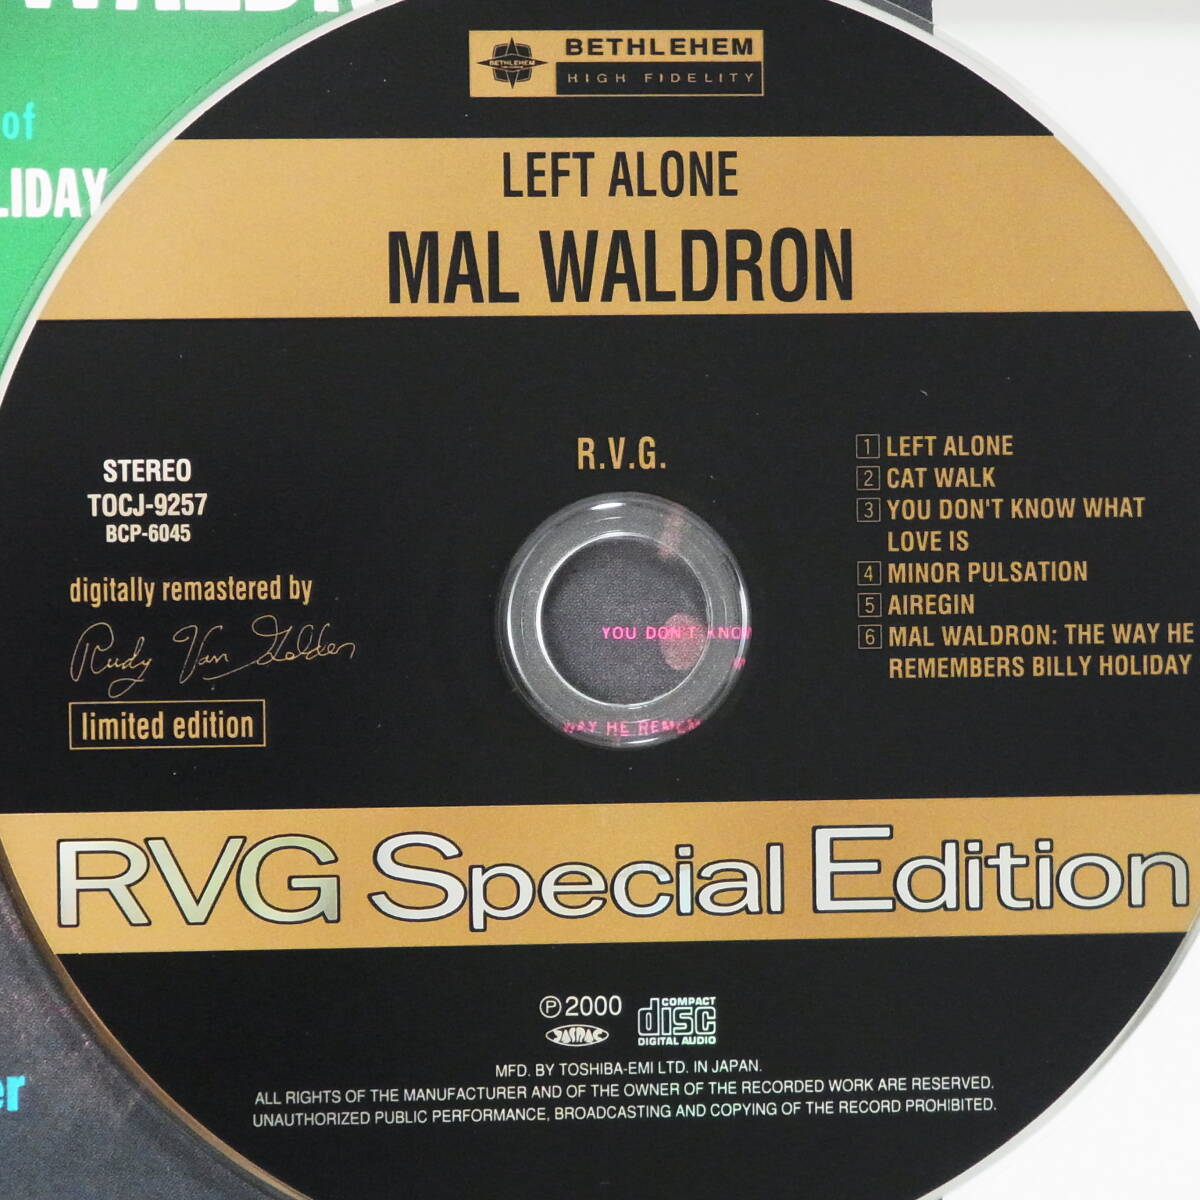 of
LIDAY
BETHLEHEM
BETHLEHEM
HIGH FIDELITY
LEFT ALONE
MAL WALDRON
R.V.G.
STEREO
TOCJ-9257
BCP-6045
digitally remastered by
Rudy Van Gelder
limited edition
1 LEFT ALONE
2 CAT WALK
3 YOU DON'T KNOW WHAT
LOVE IS
4 MINOR PULSATION
5 AIREGIN
6 MAL WALDRON: THE WAY HE
REMEMBERS BILLY HOLIDAY
YOU DON'T KNOW
WAY HE REMEM
RVG Special Edition
Ⓟ2000
JASRAC
COMPACT
disc
DIGITAL AUDIO
MFD. BY TOSHIBA-EMI LTD. IN JAPAN.
ALL RIGHTS OF THE MANUFACTURER AND OF THE OWNER OF THE RECORDED WORK ARE RESERVED.
UNAUTHORIZED PUBLIC PERFORMANCE, BROADCASTING AND COPYING OF THE RECORD PROHIBITED.
er